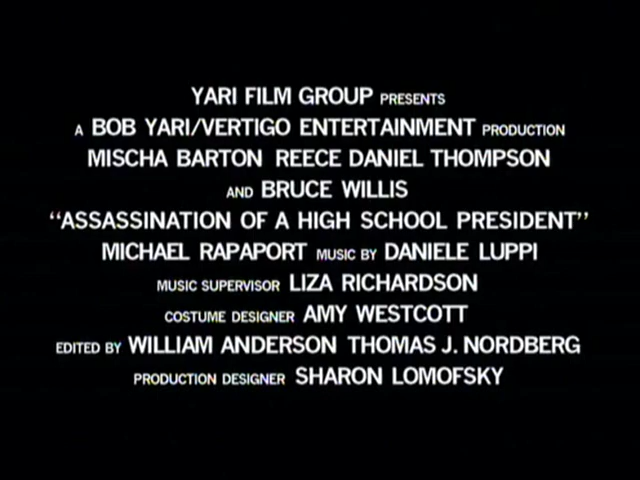 YARI FILM GROUP PRESENTS
A BOB YARI/VERTIGO ENTERTAINMENT PRODUCTION
MISCHA BARTON REECE DANIEL THOMPSON
AND BRUCE WILLIS
"ASSASSINATION OF A HIGH SCHOOL PRESIDENT"
MICHAEL RAPAPORT MUSIC BY DANIELE LUPPI
MUSIC SUPERVISOR LIZA RICHARDSON
COSTUME DESIGNER AMY WESTCOTT
EDITED BY WILLIAM ANDERSON THOMAS J. NORDBERG
PRODUCTION DESIGNER SHARON LOMOFSKY